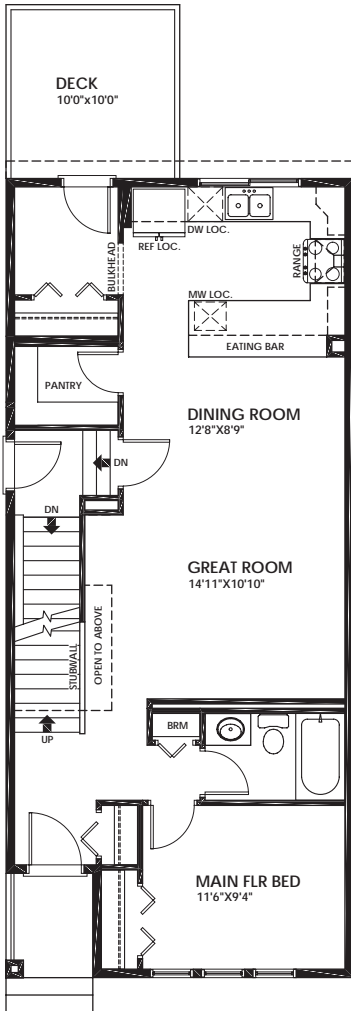 DECK
10'0"x10'0"
DW LOC.
REF LOC.
BULKHEAD
RANGE
MW LOC.
EATING BAR
PANTRY
DINING ROOM
12'8"X8'9"
DN
DN
GREAT ROOM
14'11"X10'10"
OPEN TO ABOVE
STUBWALL
UP
BRM
MAIN FLR BED
11'6"X9'4"